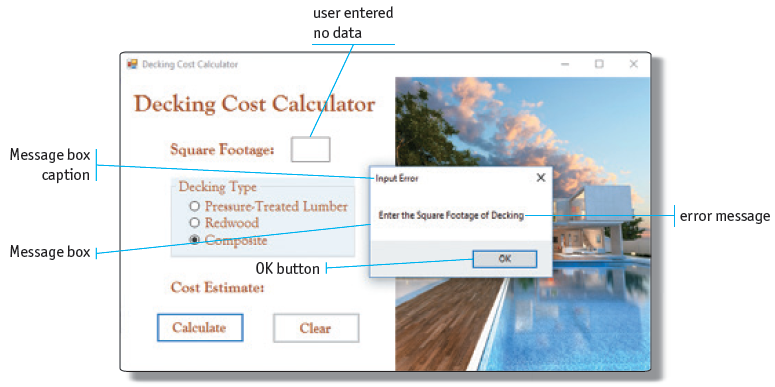 user entered
no data
Decking Cost Calculator
Decking Cost Calculator
Square Footage:
Message box
caption
Input Error
Decking Type
Pressure-Treated Lumber
Redwood
Composite
Enter the Square Footage of Decking
error message
Message box
OK
OK button
Cost Estimate:
Calculate
Clear